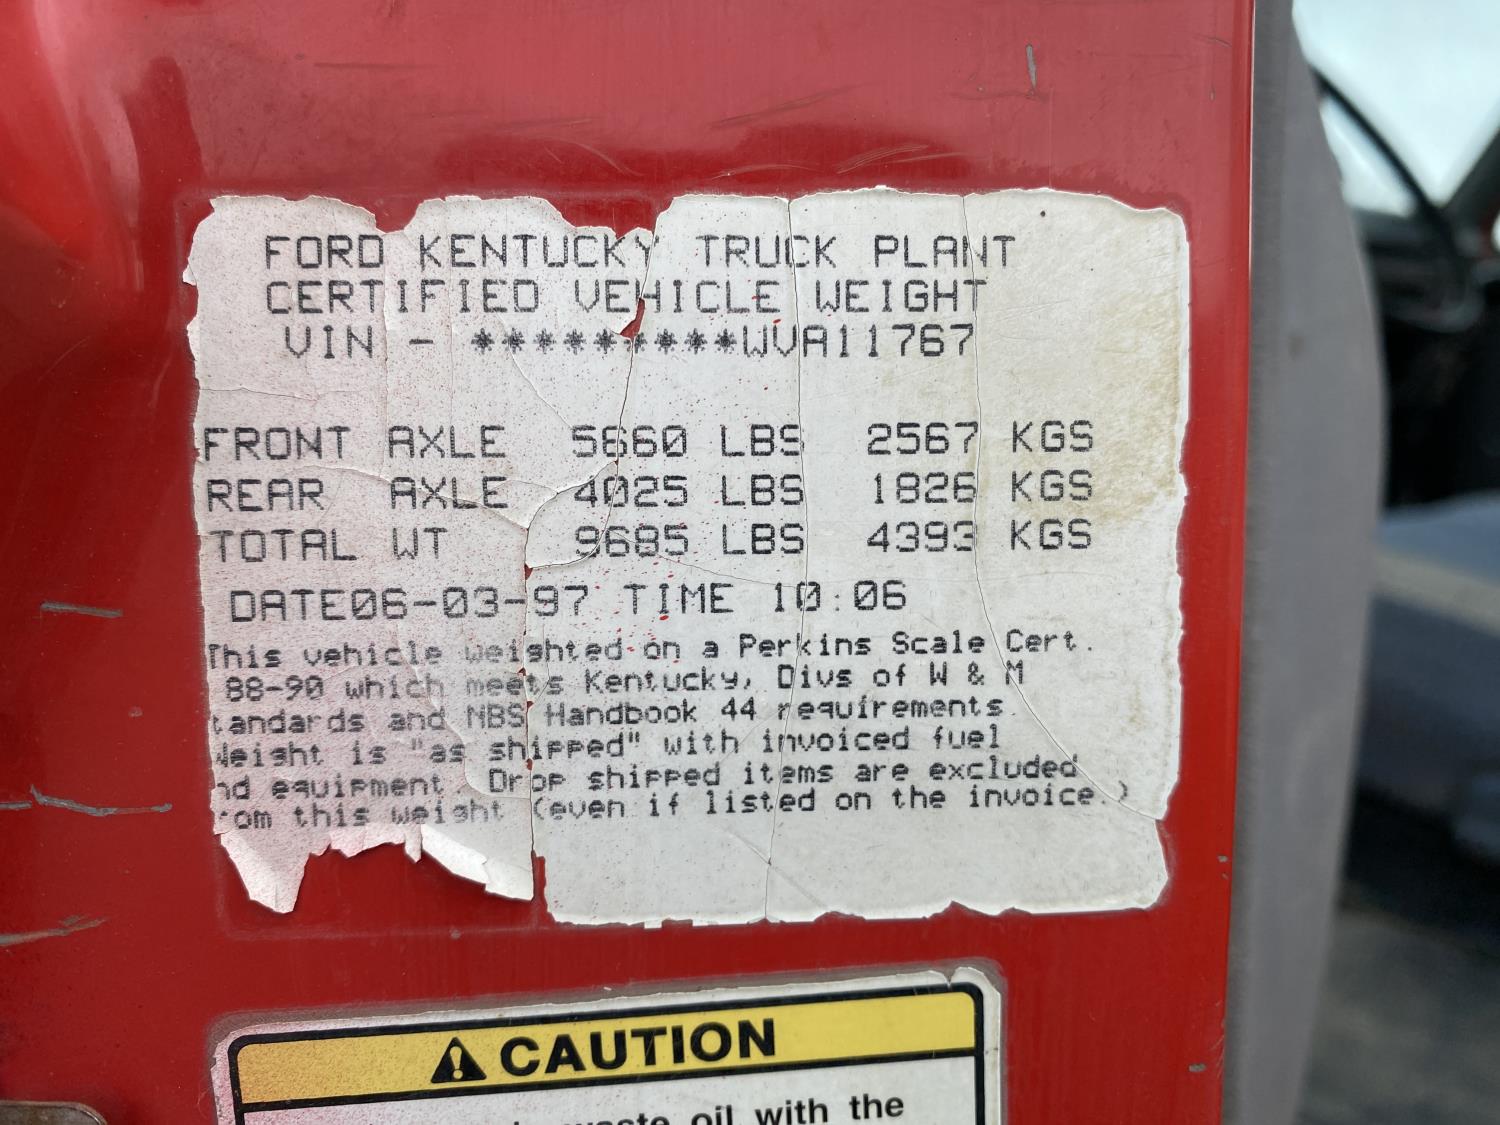 FORD KENTUCKY TRUCK PLANT
CERTIFIED VEHICLE WEIGHT
VIN - *********WVA11767
FRONT AXLE 5660 LBS 2567 KGS
REAR AXLE 4025 LBS 1826 KGS
TOTAL WT 9685 LBS 4393 KGS
DATE06-03-97 TIME 10:06
This vehicle weighted on a Perkins Scale Cert.
88-90 which meets Kentucky, Divs of W & M
tandards and NBS Handbook 44 requirements.
Weight is "as shipped" with invoiced fuel
nd equipment. Drop shipped items are excluded
rom this weight (even if listed on the invoice.)
CAUTION
waste oil with the